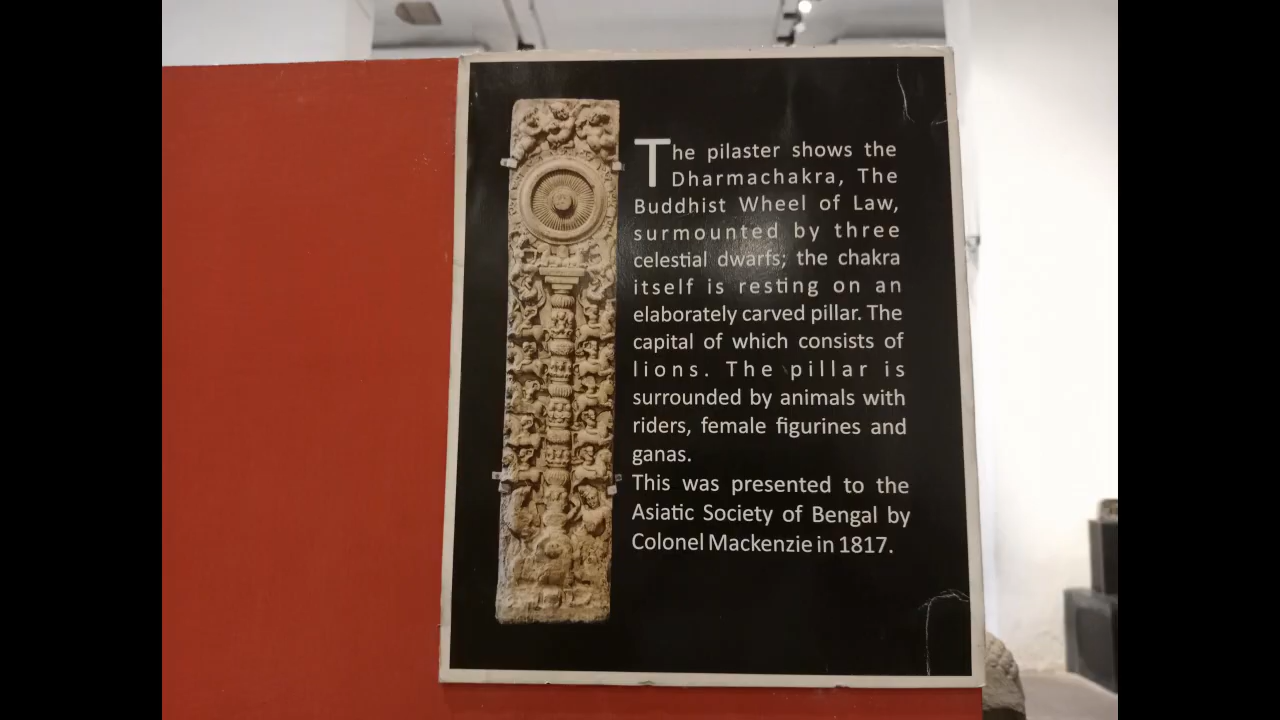 The pilaster shows the
Dharmachakra, The
Buddhist Wheel of Law,
surmounted by three
celestial dwarfs; the chakra
itself is resting on an
elaborately carved pillar. The
capital of which consists of
lions. The pillar is
surrounded by animals with
riders, female figurines and
ganas.
This was presented to the
Asiatic Society of Bengal by
Colonel Mackenzie in 1817.